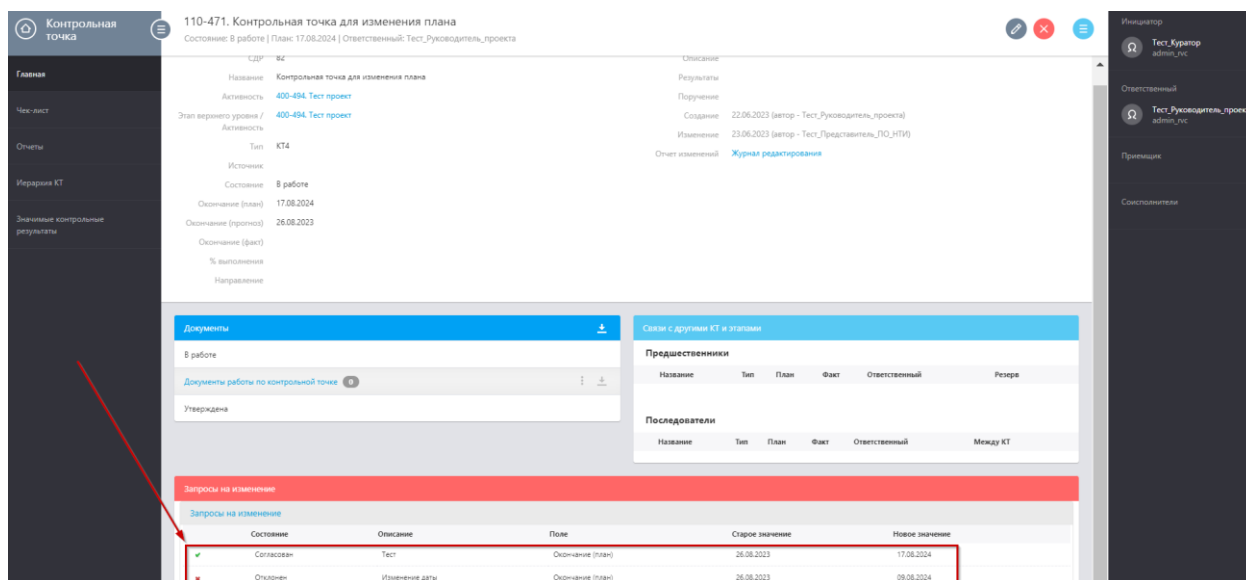 Контрольная точка
110-471. Контрольная точка для изменения плана
Состояние: В работе | План: 17.08.2024 | Ответственный: Тест_Руководитель_проекта
Главная
Чек-лист
Отчеты
Иерархия КТ
Значимые контрольные результаты
СДР B2
Название Контрольная точка для изменения плана
Активность 400-494. Тест проект
Этап верхнего уровня / Активность 400-494. Тест проект
Тип КТ4
Источник
Состояние В работе
Окончание (план) 17.08.2024
Окончание (прогноз) 26.08.2023
Окончание (факт)
% выполнения
Направление
Описание
Результаты
Поручение
Создание 22.06.2023 (автор - Тест_Руководитель_проекта)
Изменение 23.06.2023 (автор - Тест_Представитель_ПО_НТИ)
Отчет изменений Журнал редактирования
Инициатор
Тест_Куратор
admin_rvc
Ответственный
Тест_Руководитель_проек
admin_rvc
Приемщик
Соисполнители
Документы
В работе
Документы работы по контрольной точке 0
Утверждена
Связи с другими КТ и этапами
Предшественники
Название Тип План Факт Ответственный Резерв
Последователи
Название Тип План Факт Ответственный Между КТ
Запросы на изменение
Запросы на изменение
Состояние Описание Поле Старое значение Новое значение
Согласован Тест Окончание (план) 26.08.2023 17.08.2024
Отклонен Изменение даты Окончание (план) 26.08.2023 09.08.2024